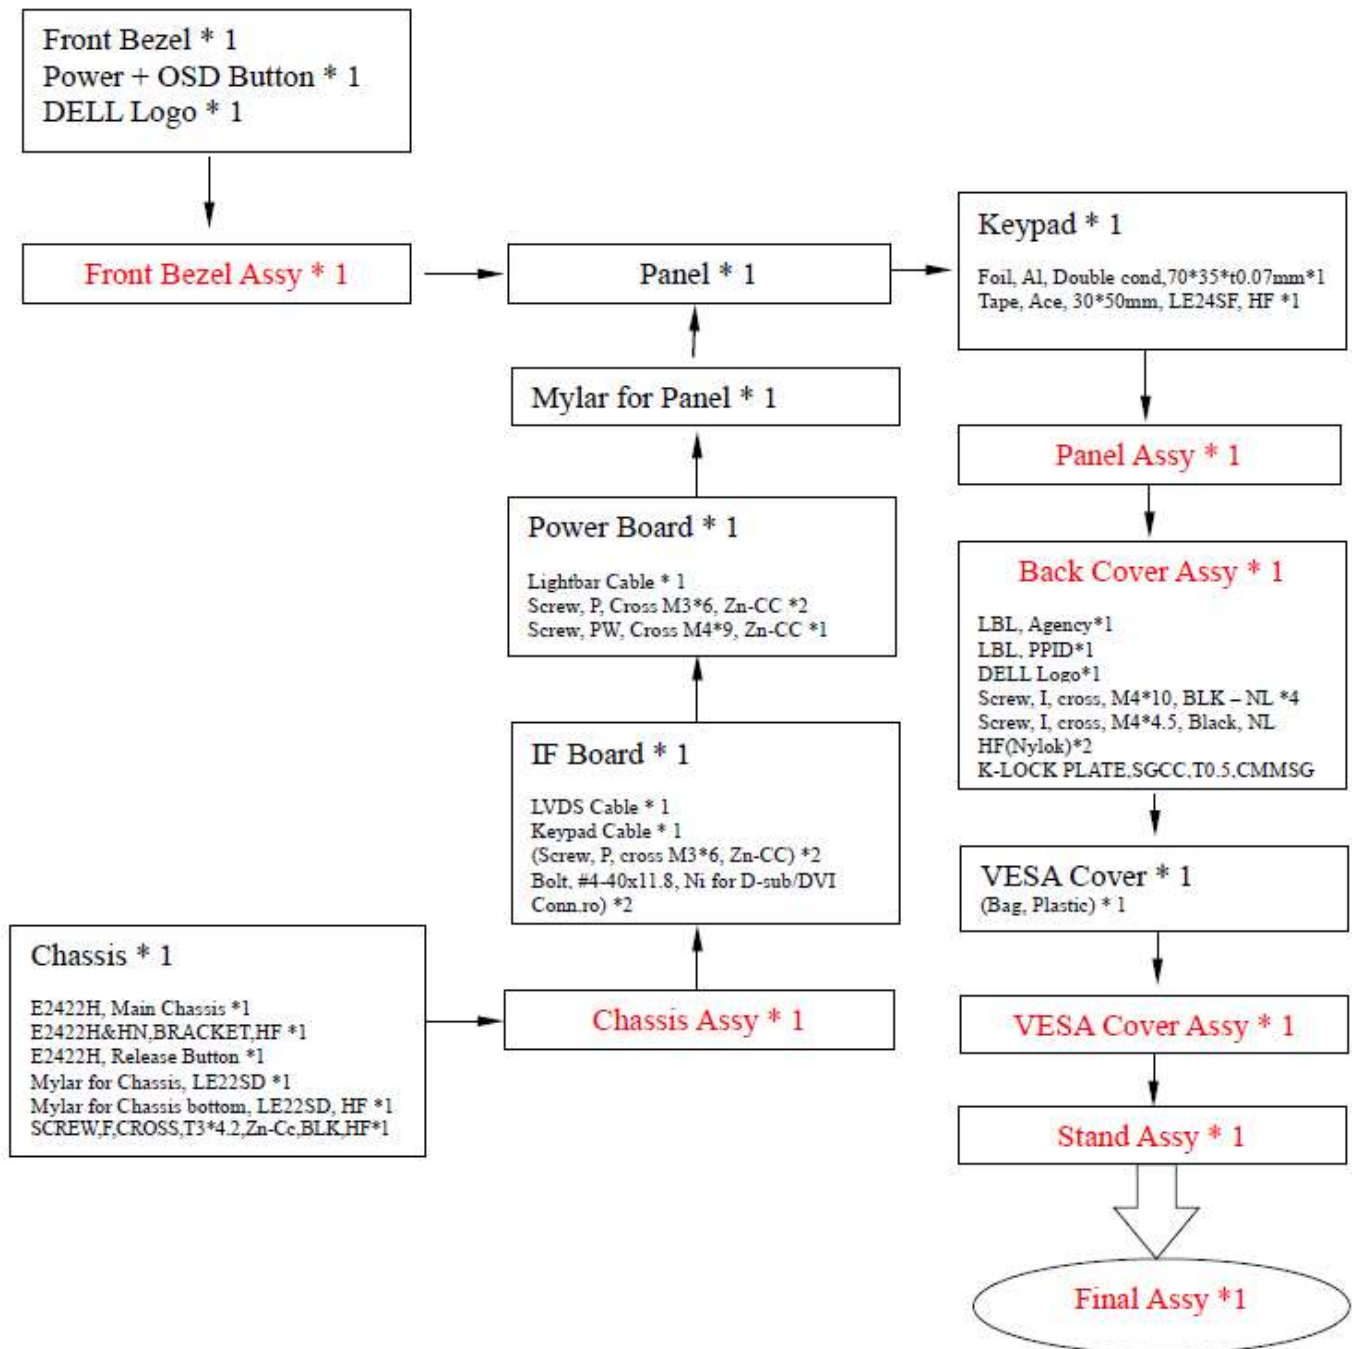 Front Bezel * 1
Power + OSD Button * 1
DELL Logo * 1
Front Bezel Assy * 1
Panel * 1
Keypad * 1
Foil, Al, Double cond,70*35*t0.07mm*1
Tape, Ace, 30*50mm, LE24SF, HF *1
Mylar for Panel * 1
Panel Assy * 1
Power Board * 1
Lightbar Cable * 1
Screw, P, Cross M3*6, Zn-CC *2
Screw, PW, Cross M4*9, Zn-CC *1
Back Cover Assy * 1
LBL, Agency*1
LBL, PPID*1
DELL Logo*1
Screw, I, cross, M4*10, BLK – NL *4
Screw, I, cross, M4*4.5, Black, NL
HF(Nylok)*2
K-LOCK PLATE,SGCC,T0.5,CMMSG
IF Board * 1
LVDS Cable * 1
Keypad Cable * 1
(Screw, P, cross M3*6, Zn-CC) *2
Bolt, #4-40x11.8, Ni for D-sub/DVI
Conn.ro) *2
VESA Cover * 1
(Bag, Plastic) * 1
Chassis * 1
E2422H, Main Chassis *1
E2422H&HN,BRACKET,HF *1
E2422H, Release Button *1
Mylar for Chassis, LE22SD *1
Mylar for Chassis bottom, LE22SD, HF *1
SCREW,F,CROSS,T3*4.2,Zn-Cc,BLK,HF*1
Chassis Assy * 1
VESA Cover Assy * 1
Stand Assy * 1
Final Assy *1